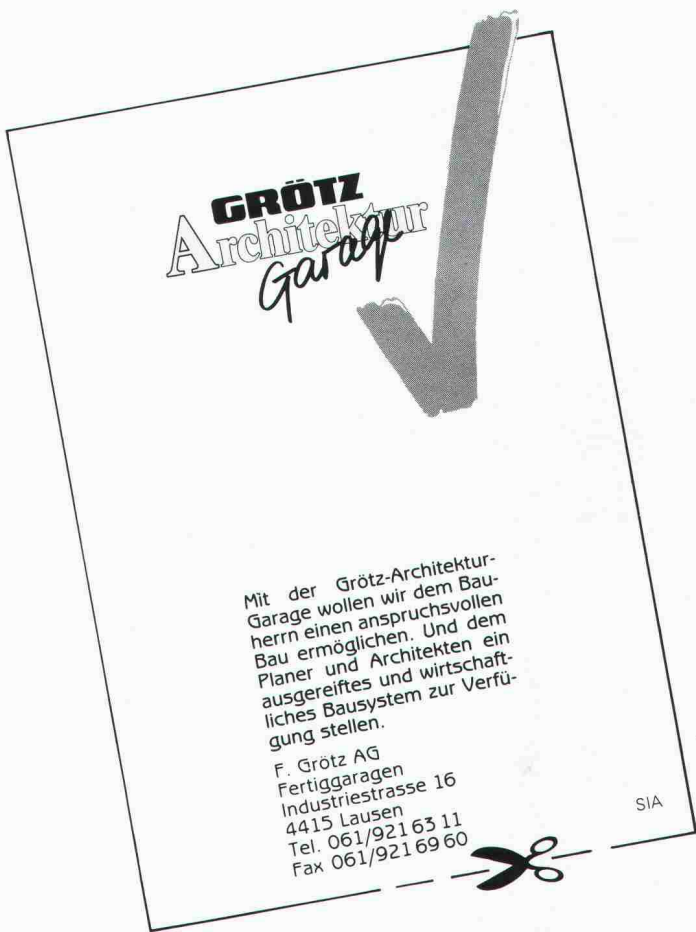 GRÖTZ
Architektur
Garage
Mit der Grötz-Architektur-
Garage wollen wir dem Bau-
herrn einen anspruchsvollen
Bau ermöglichen. Und dem
Planer und Architekten ein
ausgereiftes und wirtschaft-
liches Bausystem zur Verfü-
gung stellen.
F. Grötz AG
Fertiggaragen
Industriestrasse 16
4415 Lausen
Tel. 061/921 63 11
Fax 061/921 69 60
SIA